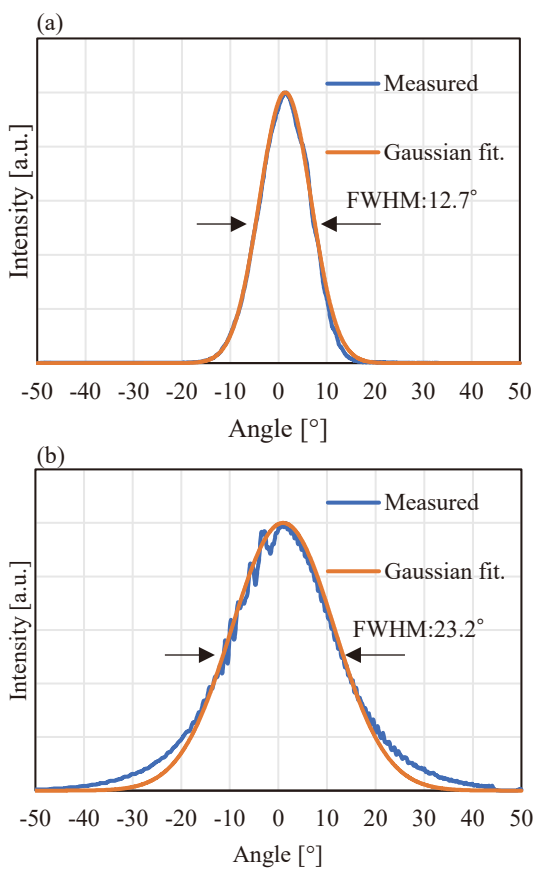 (a)
Intensity [a.u.]
Measured
Gaussian fit.
FWHM:12.7°
-50 -40 -30 -20 -10 0 10 20 30 40 50
Angle [°]
(b)
Intensity [a.u.]
Measured
Gaussian fit.
FWHM:23.2°
-50 -40 -30 -20 -10 0 10 20 30 40 50
Angle [°]